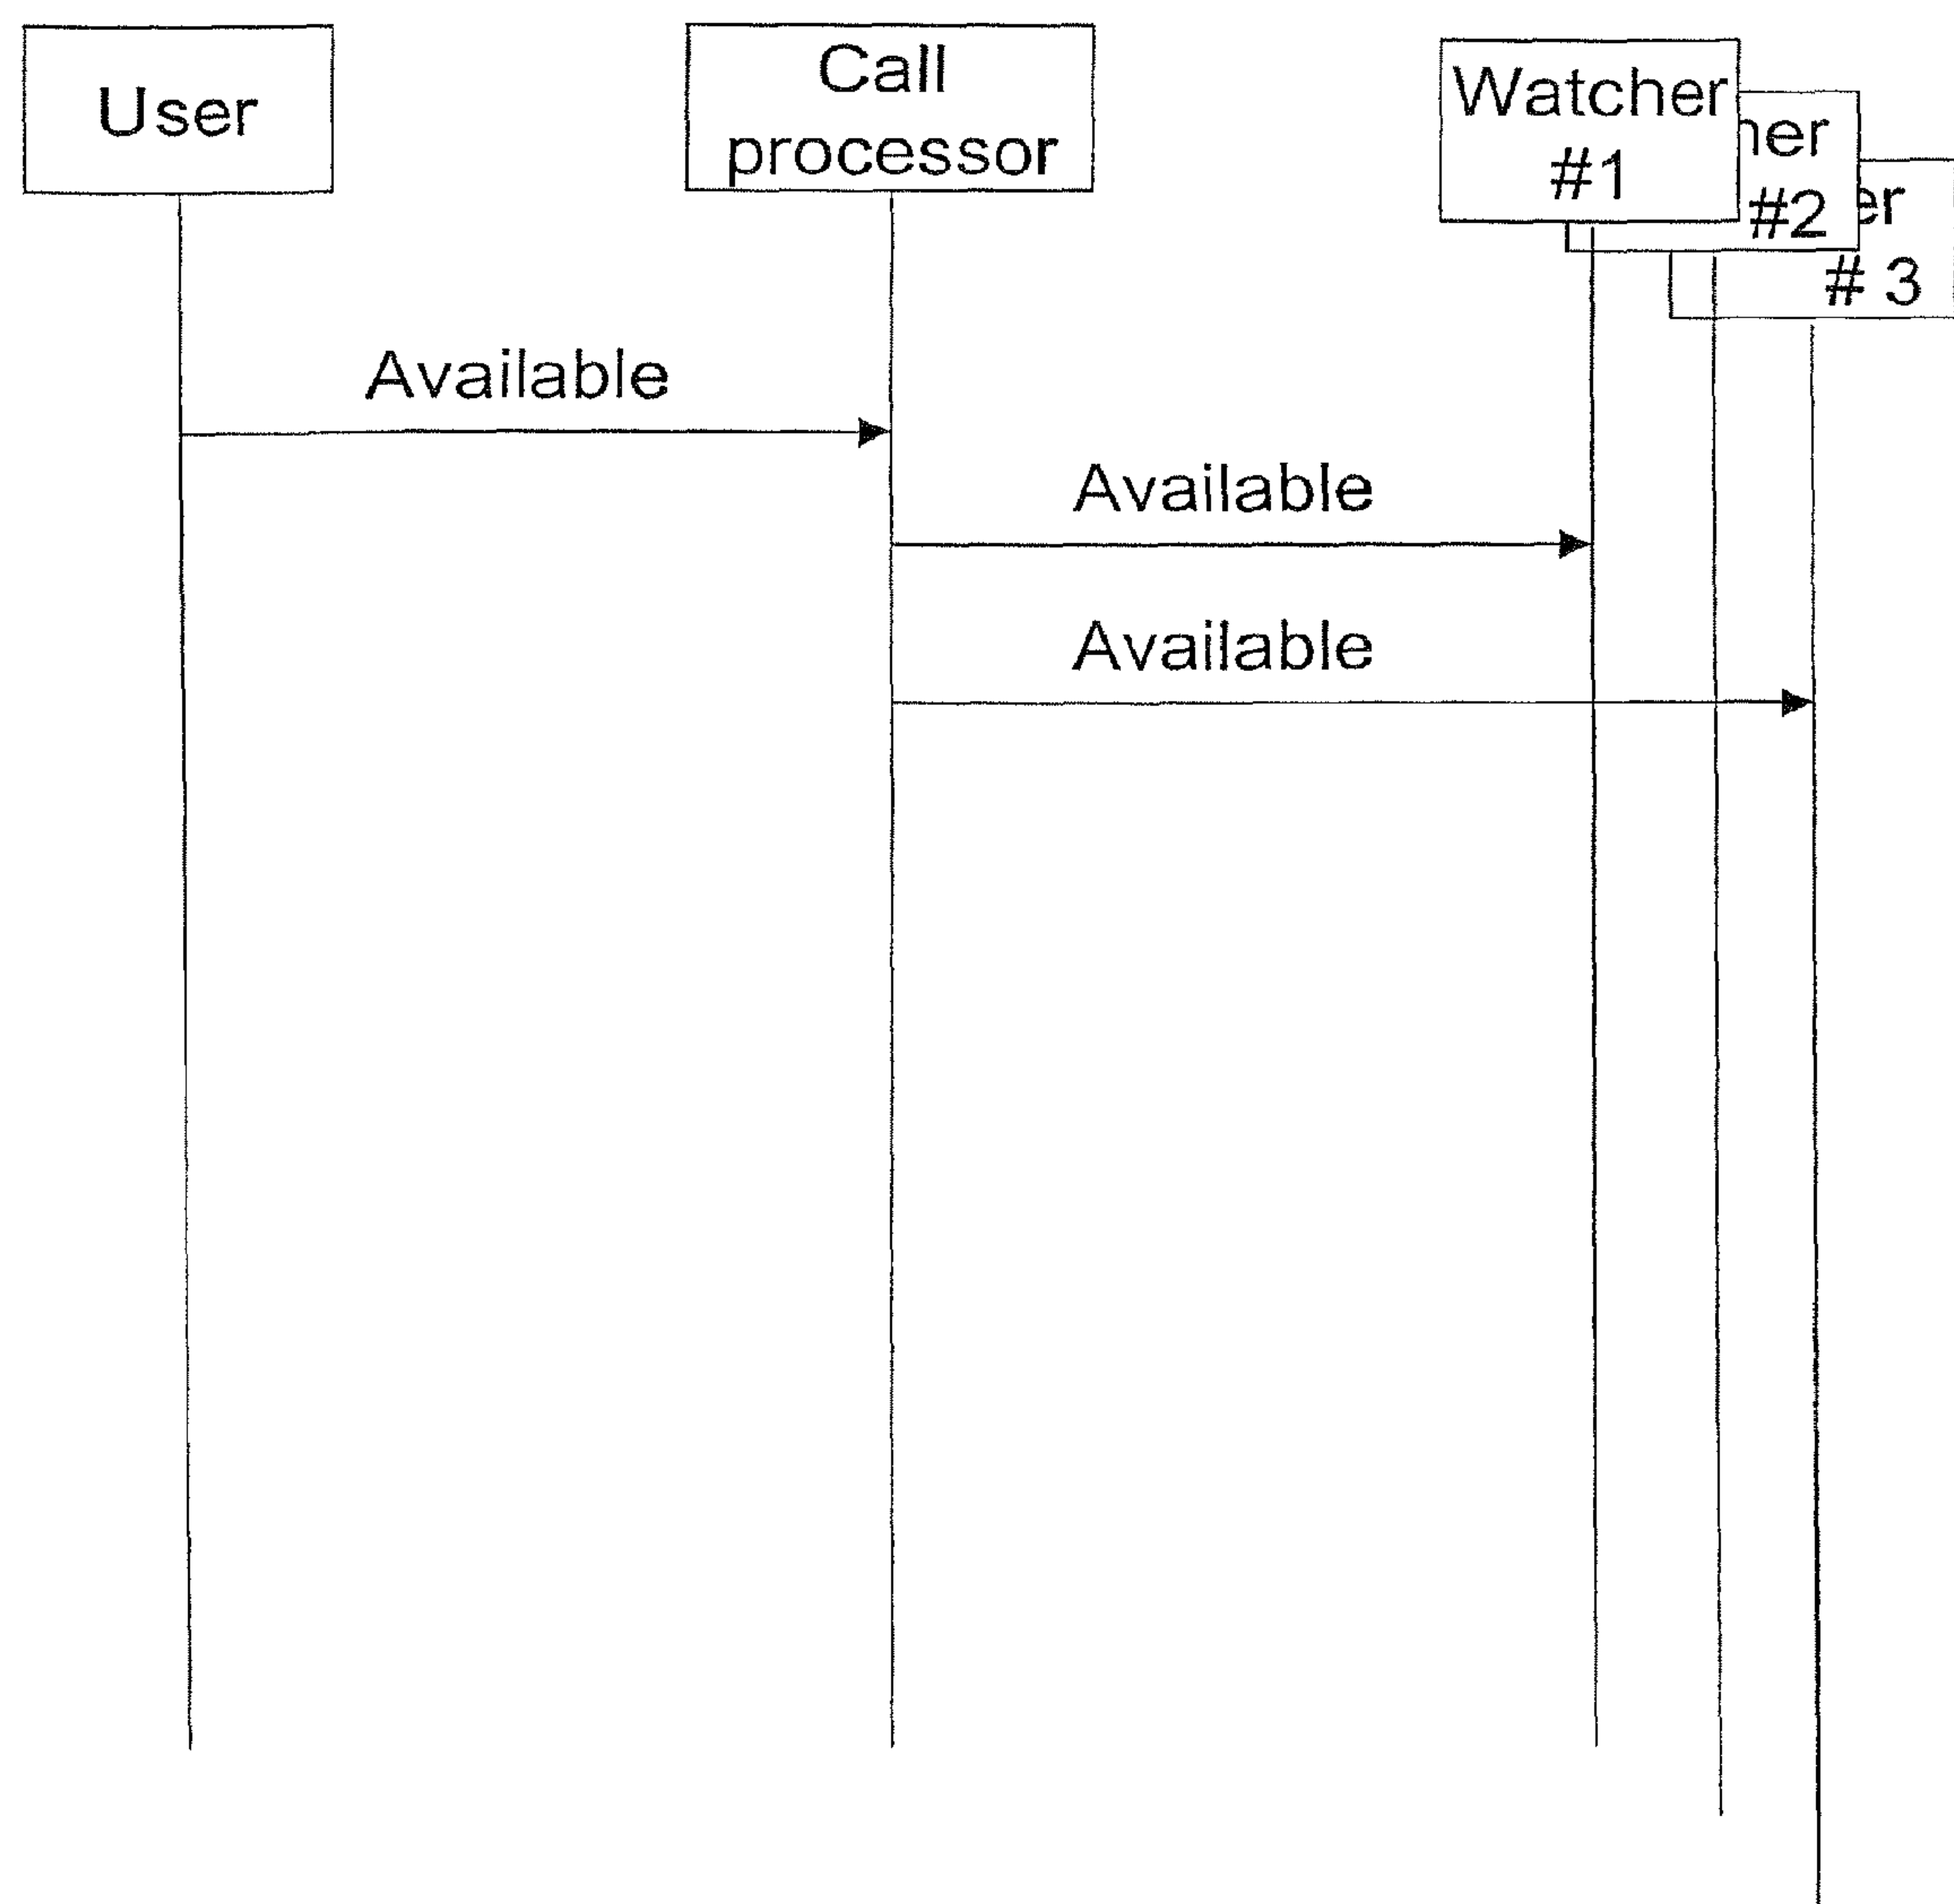 User
Call
processor
Watcher
#1
her
#2
er
# 3
Available
Available
Available